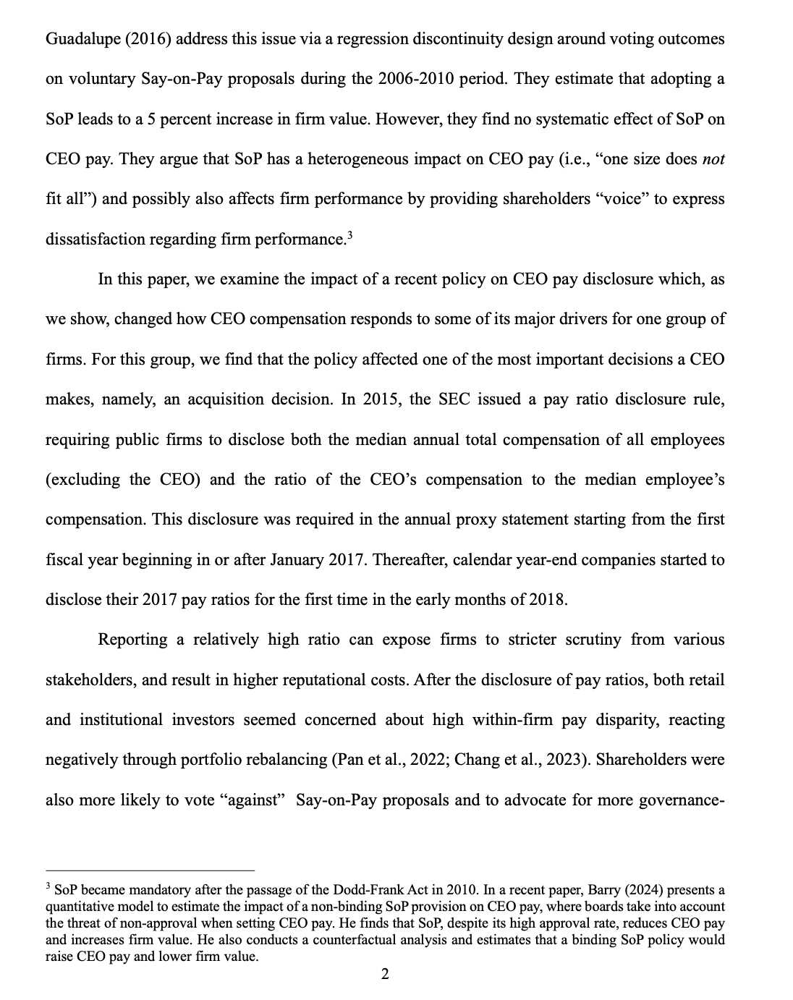 Guadalupe (2016) address this issue via a regression discontinuity design around voting outcomes
on voluntary Say-on-Pay proposals during the 2006-2010 period. They estimate that adopting a
SoP leads to a 5 percent increase in firm value. However, they find no systematic effect of SoP on
CEO pay. They argue that SoP has a heterogeneous impact on CEO pay (i.e., “one size does not
fit all”) and possibly also affects firm performance by providing shareholders “voice” to express
dissatisfaction regarding firm performance.3
In this paper, we examine the impact of a recent policy on CEO pay disclosure which, as
we show, changed how CEO compensation responds to some of its major drivers for one group of
firms. For this group, we find that the policy affected one of the most important decisions a CEO
makes, namely, an acquisition decision. In 2015, the SEC issued a pay ratio disclosure rule,
requiring public firms to disclose both the median annual total compensation of all employees
(excluding the CEO) and the ratio of the CEO’s compensation to the median employee’s
compensation. This disclosure was required in the annual proxy statement starting from the first
fiscal year beginning in or after January 2017. Thereafter, calendar year-end companies started to
disclose their 2017 pay ratios for the first time in the early months of 2018.
Reporting a relatively high ratio can expose firms to stricter scrutiny from various
stakeholders, and result in higher reputational costs. After the disclosure of pay ratios, both retail
and institutional investors seemed concerned about high within-firm pay disparity, reacting
negatively through portfolio rebalancing (Pan et al., 2022; Chang et al., 2023). Shareholders were
also more likely to vote “against”  Say-on-Pay proposals and to advocate for more governance-
3 SoP became mandatory after the passage of the Dodd-Frank Act in 2010. In a recent paper, Barry (2024) presents a
quantitative model to estimate the impact of a non-binding SoP provision on CEO pay, where boards take into account
the threat of non-approval when setting CEO pay. He finds that SoP, despite its high approval rate, reduces CEO pay
and increases firm value. He also conducts a counterfactual analysis and estimates that a binding SoP policy would
raise CEO pay and lower firm value.
2